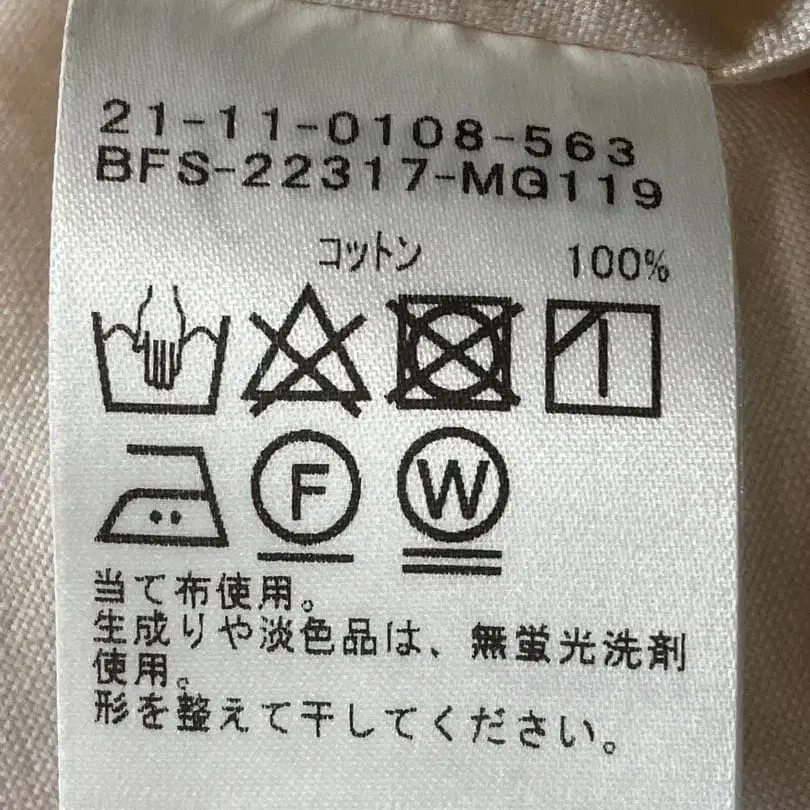 21-11-0108-563
BFS-22317-MG119
コットン 100%
F W
当て布使用。
生成りや淡色品は、無蛍光洗剤
使用。
形を整えて干してください。